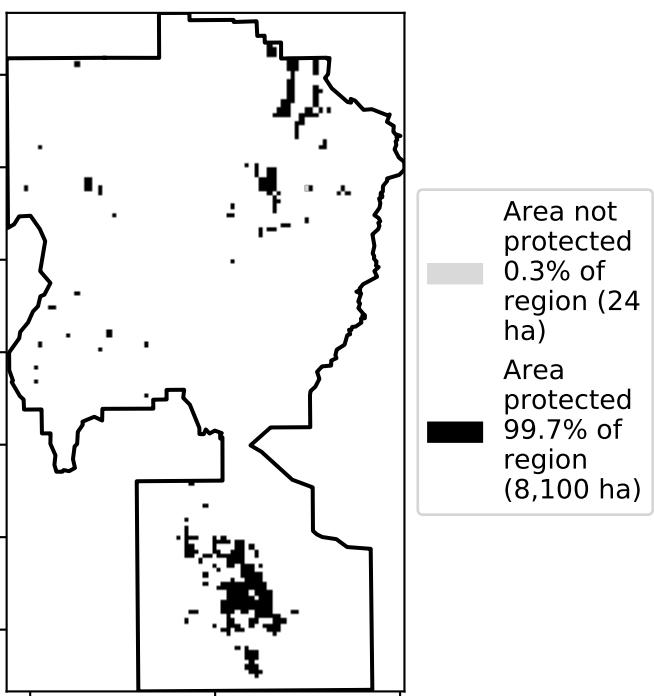 Area not
protected
0.3% of
region (24
ha)
Area
protected
99.7% of
region
(8,100 ha)